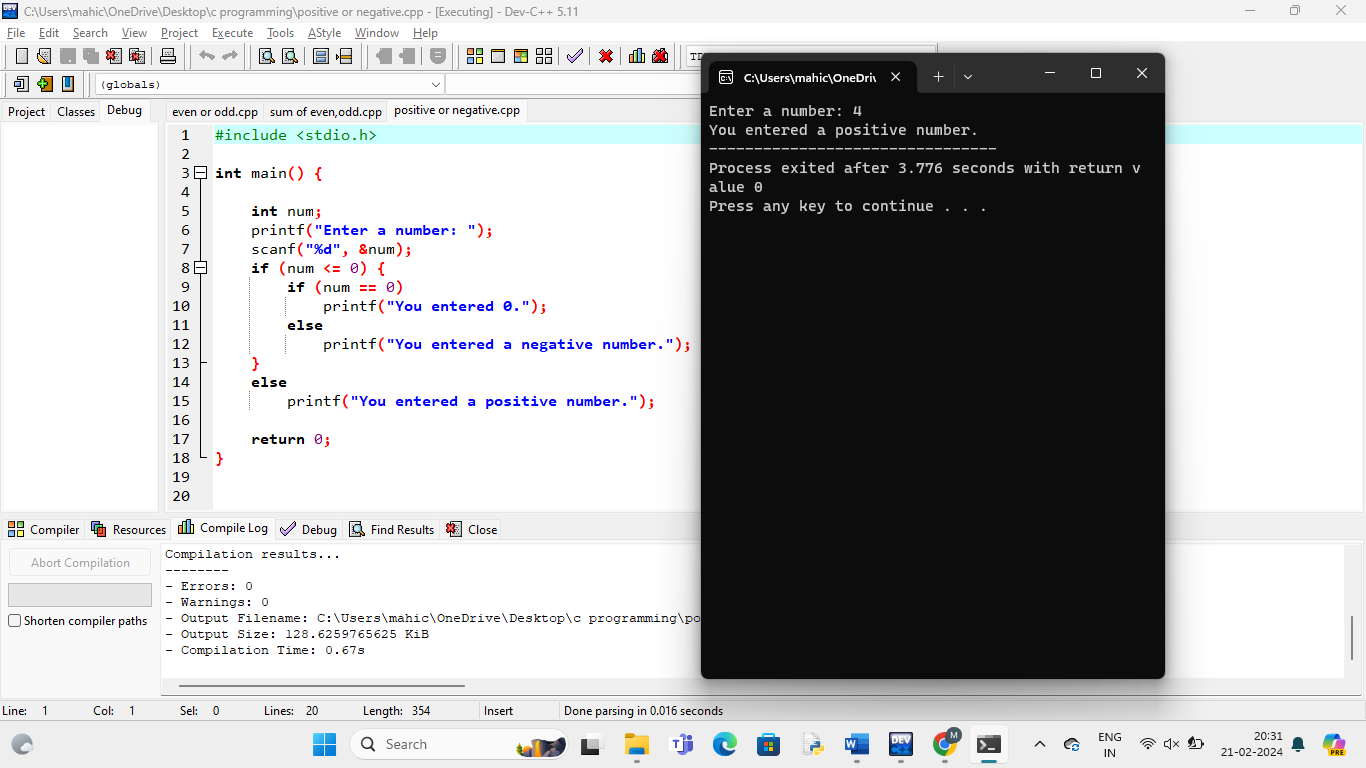 C:\Users\mahic\OneDrive\Desktop\c programming\positive or negative.cpp - [Executing] - Dev-C++ 5.11
File Edit Search View Project Execute Tools AStyle Window Help
(globals)
Project Classes Debug
even or odd.cpp sum of even,odd.cpp positive or negative.cpp
1 #include <stdio.h>
2
3 int main() {
4
5 int num;
6 printf("Enter a number: ");
7 scanf("%d", &num);
8 if (num <= 0) {
9 if (num == 0)
10 printf("You entered 0.");
11 else
12 printf("You entered a negative number.");
13 }
14 else
15 printf("You entered a positive number.");
16
17 return 0;
18 }
19
20
C:\Users\mahic\OneDri
Enter a number: 4
You entered a positive number.
--------------------------------
Process exited after 3.776 seconds with return v
alue 0
Press any key to continue . . .
Compiler Resources Compile Log Debug Find Results Close
Abort Compilation
Shorten compiler paths
Compilation results...
--------
- Errors: 0
- Warnings: 0
- Output Filename: C:\Users\mahic\OneDrive\Desktop\c programming\po
- Output Size: 128.6259765625 KiB
- Compilation Time: 0.67s
Line: 1 Col: 1 Sel: 0 Lines: 20 Length: 354 Insert Done parsing in 0.016 seconds
Search
DEV
M
ENG
IN
20:31
21-02-2024
PRE